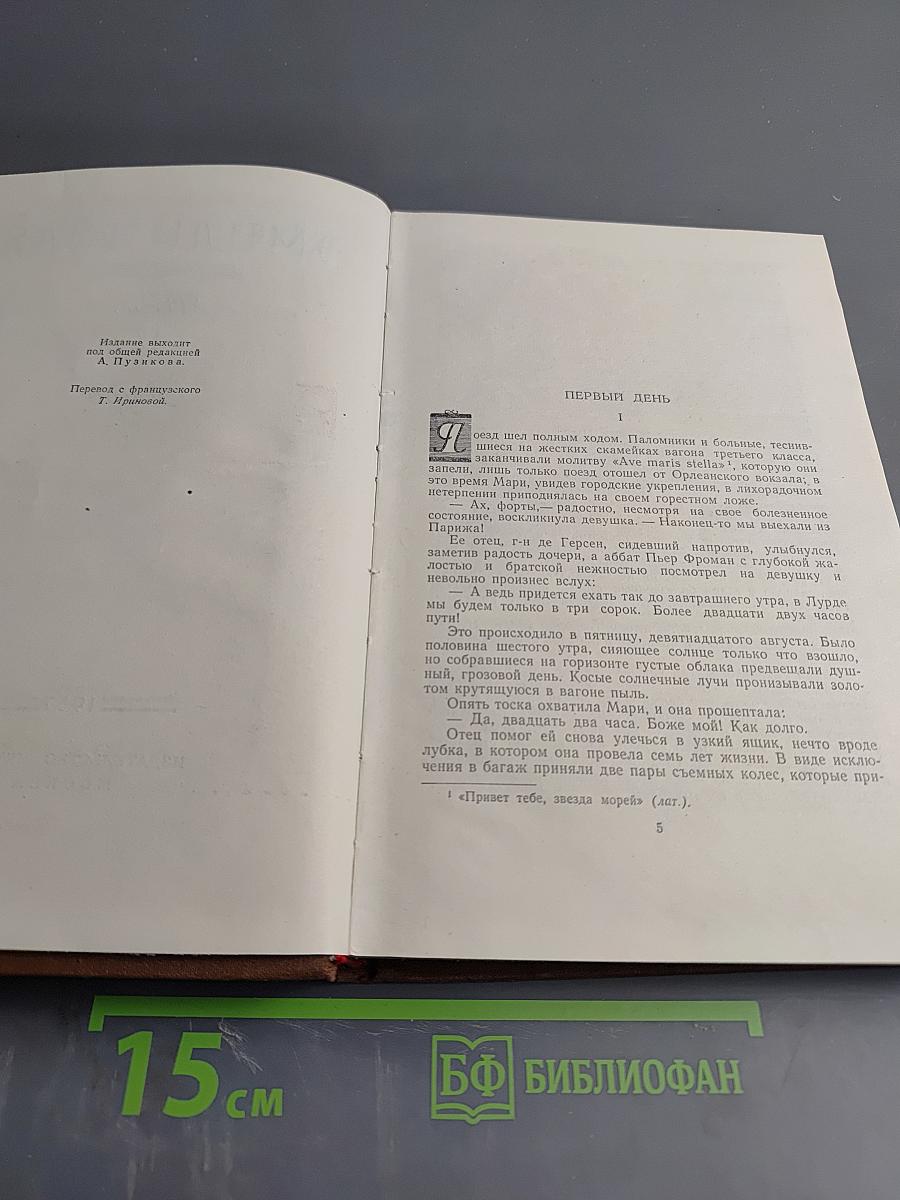 Издание выходит
под общей редакцией
А. Пузикова.
Перевод с французского
Т. Ириновой.
ПЕРВЫЙ ДЕНЬ
I
Поезд шел полным ходом. Паломники и больные, теснив-
шиеся на жестких скамейках вагона третьего класса,
заканчивали молитву «Ave maris stella»¹, которую они
запели, лишь только поезд отошел от Орлеанского вокзала; в
это время Мари, увидев городские укрепления, в лихорадочном
нетерпении приподнялась на своем горестном ложе.
— Ах, форты,— радостно, несмотря на свое болезненное
состояние, воскликнула девушка. — Наконец-то мы выехали из
Парижа!
Ее отец, г-н де Герсен, сидевший напротив, улыбнулся,
заметив радость дочери, а аббат Пьер Фроман с глубокой жа-
лостью и братской нежностью посмотрел на девушку и
невольно произнес вслух:
— А ведь придется ехать так до завтрашнего утра, в Лурде
мы будем только в три сорок. Более двадцати двух часов
пути!
Это происходило в пятницу, девятнадцатого августа. Было
половина шестого утра, сияющее солнце только что взошло,
но собравшиеся на горизонте густые облака предвещали душ-
ный, грозовой день. Косые солнечные лучи пронизывали золо-
том крутящуюся в вагоне пыль.
Опять тоска охватила Мари, и она прошептала:
— Да, двадцать два часа. Боже мой! Как долго.
Отец помог ей снова улечься в узкий ящик, нечто вроде
лубка, в котором она провела семь лет жизни. В виде исклю-
чения в багаж приняли две пары съемных колес, которые при-
¹ «Привет тебе, звезда морей» (лат.).
5
15 см
БФ БИБЛИОФАН